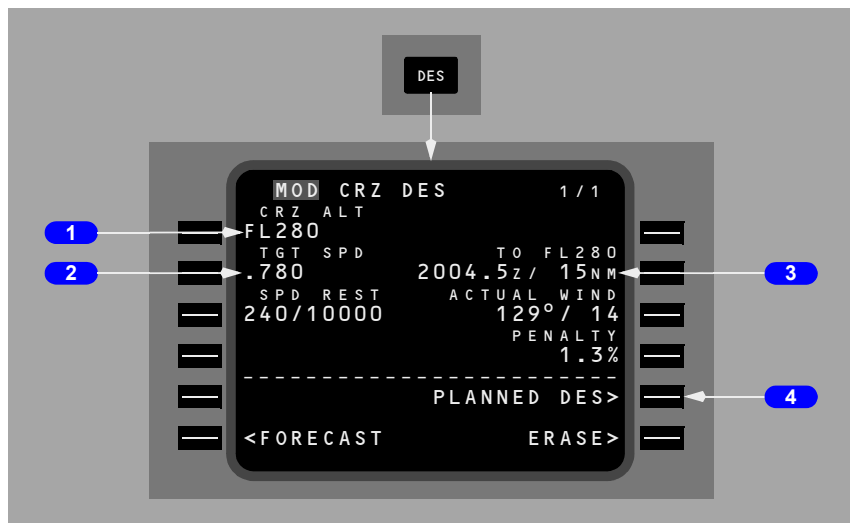 DES
MOD CRZ DES 1/1
CRZ ALT
1 FL280
TGT SPD TO FL280
2 .780 2004.5Z/ 15NM 3
SPD REST ACTUAL WIND
240/10000 129°/ 14
PENALTY
1.3%
------------------------
PLANNED DES> 4
<FORECAST ERASE>